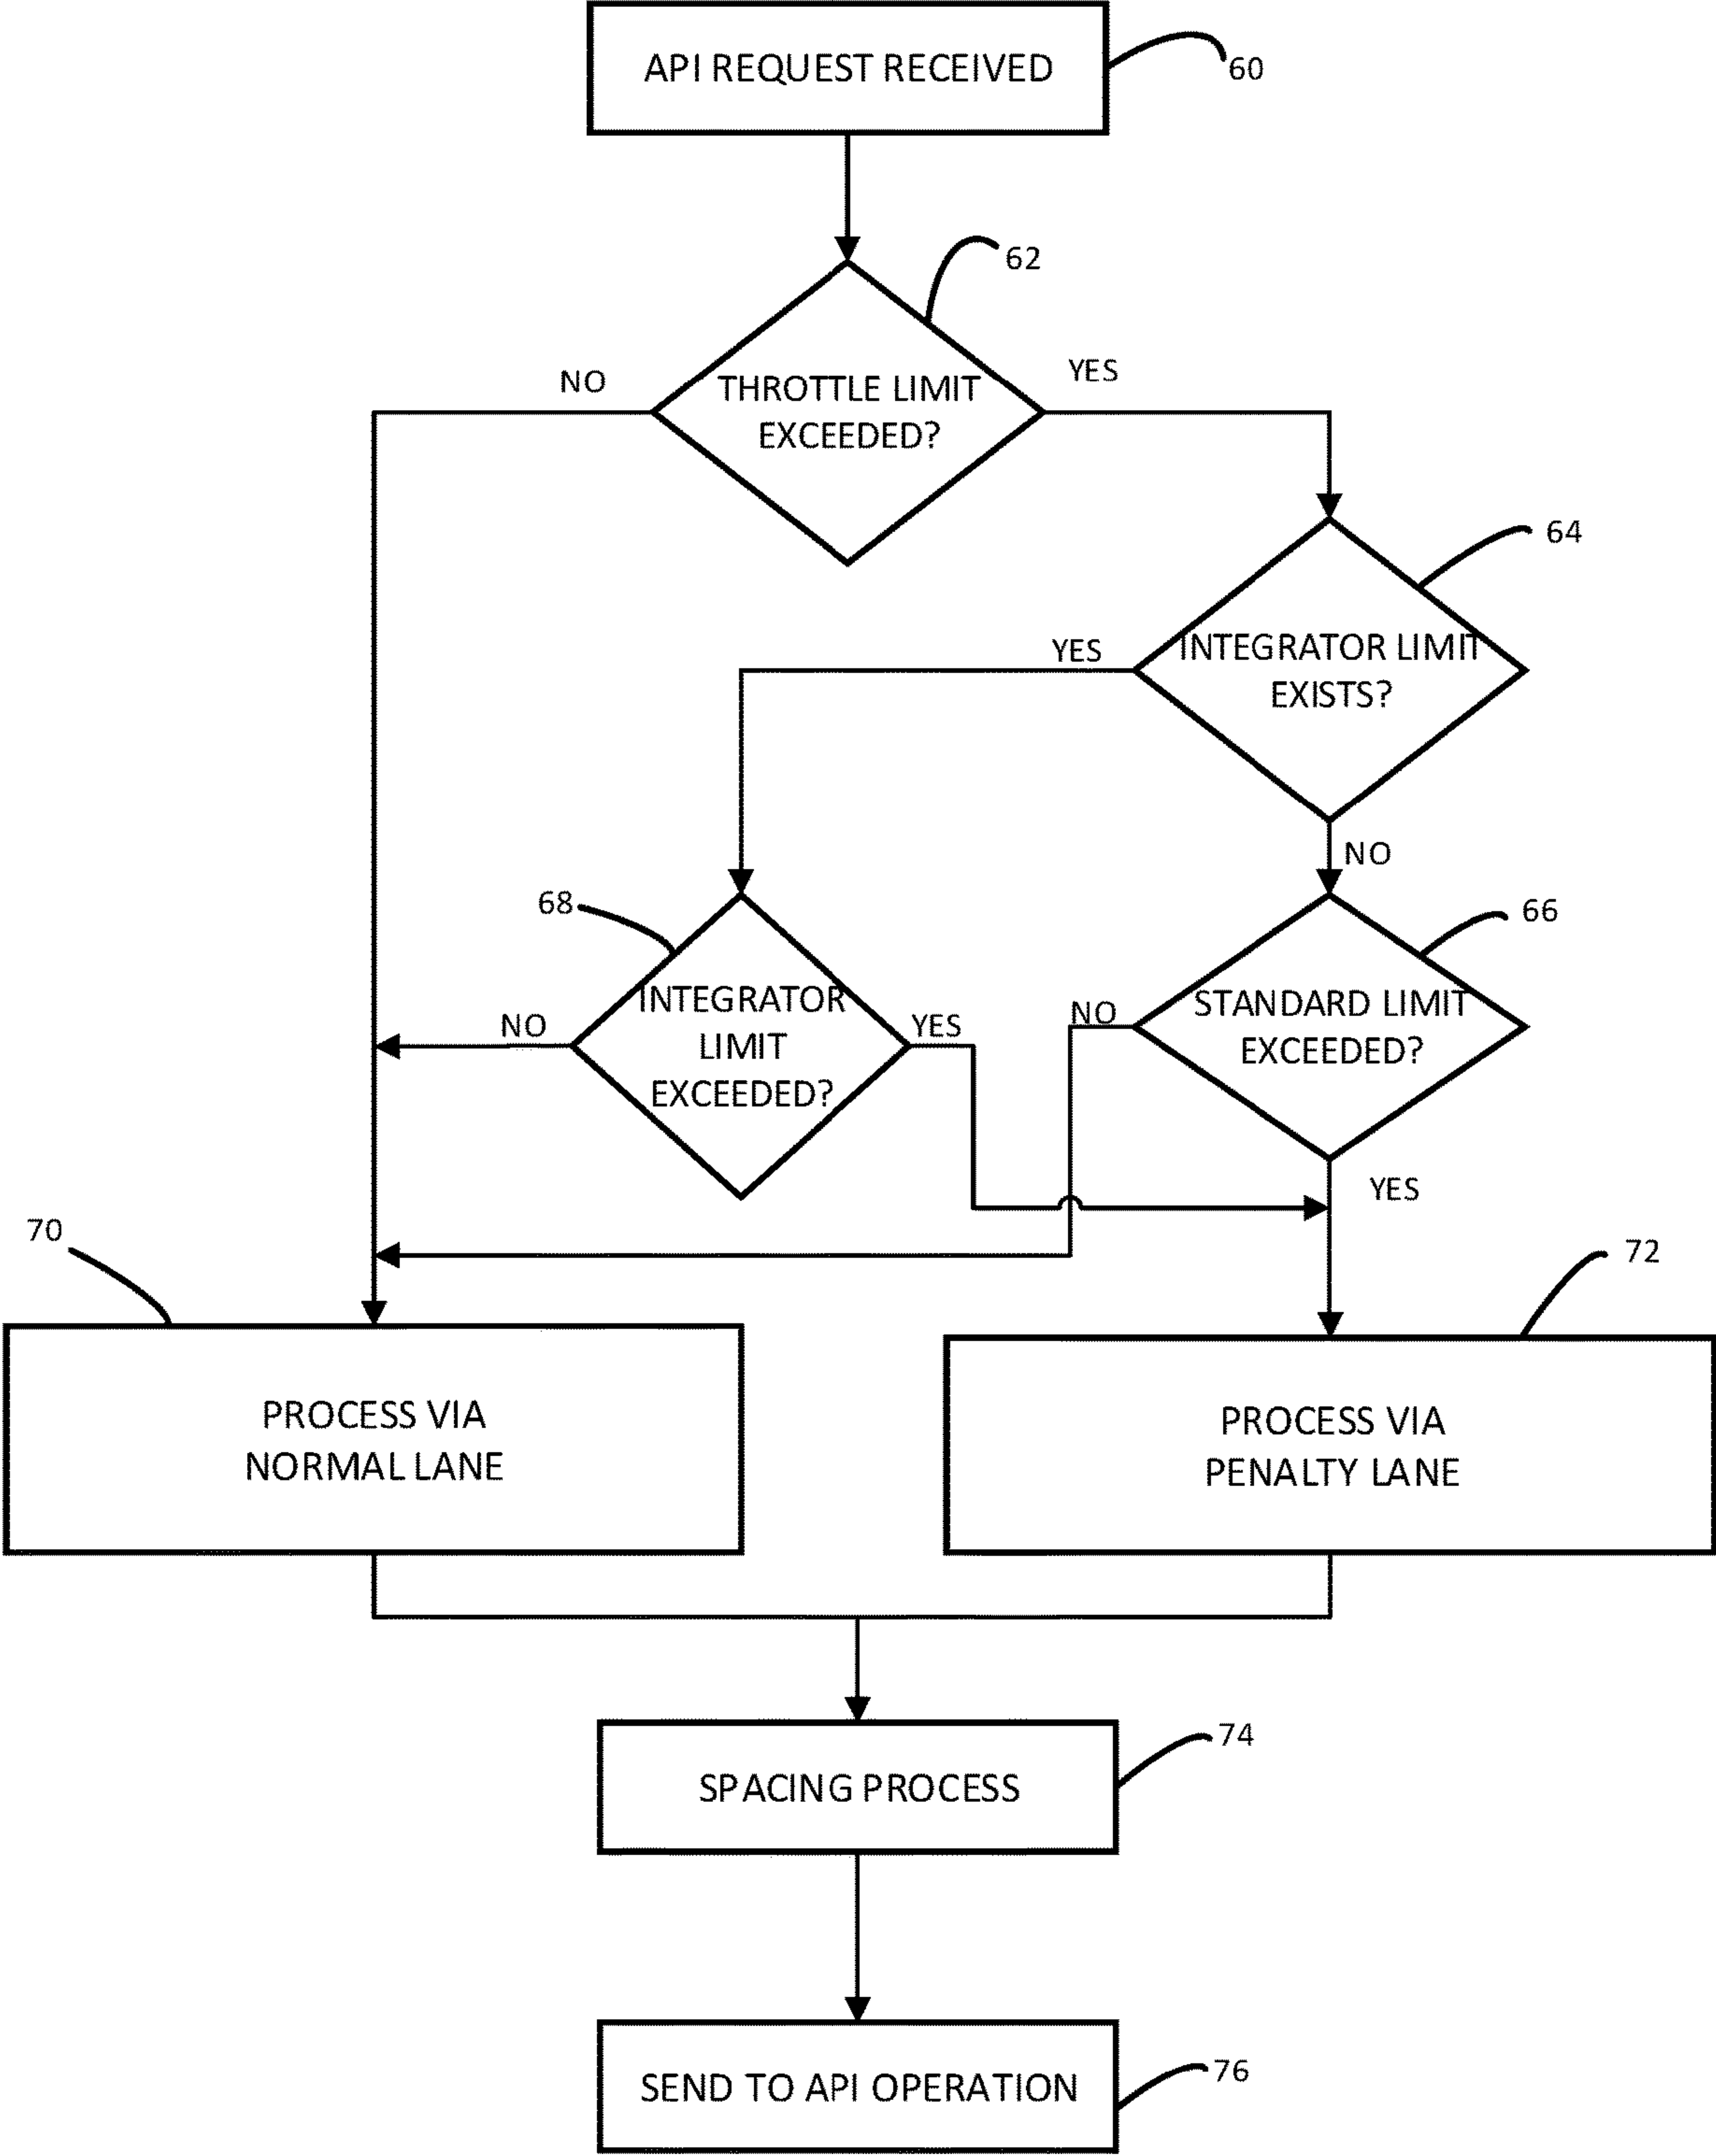 API REQUEST RECEIVED
60
62
THROTTLE LIMIT
EXCEEDED?
NO
YES
64
INTEGRATOR LIMIT
EXISTS?
YES
NO
68
INTEGRATOR
LIMIT
EXCEEDED?
NO
YES
66
STANDARD LIMIT
EXCEEDED?
NO
YES
70
72
PROCESS VIA
NORMAL LANE
PROCESS VIA
PENALTY LANE
74
SPACING PROCESS
SEND TO API OPERATION
76